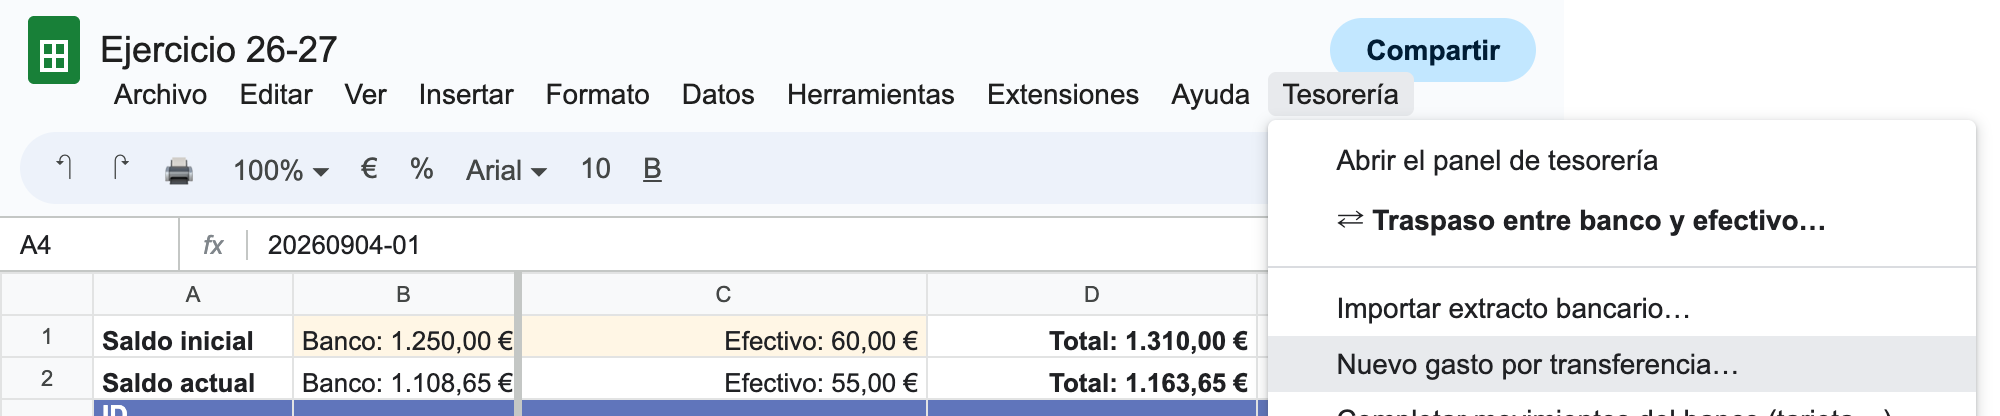 Ejercicio 26-27
Compartir
Archivo Editar Ver Insertar Formato Datos Herramientas Extensiones Ayuda Tesorería
100% € % Arial 10 B
Abrir el panel de tesorería
⇄ Traspaso entre banco y efectivo…
A4 fx 20260904-01
A B C D
Importar extracto bancario…
1 Saldo inicial Banco: 1.250,00 € Efectivo: 60,00 € Total: 1.310,00 €
Nuevo gasto por transferencia…
2 Saldo actual Banco: 1.108,65 € Efectivo: 55,00 € Total: 1.163,65 €
ID